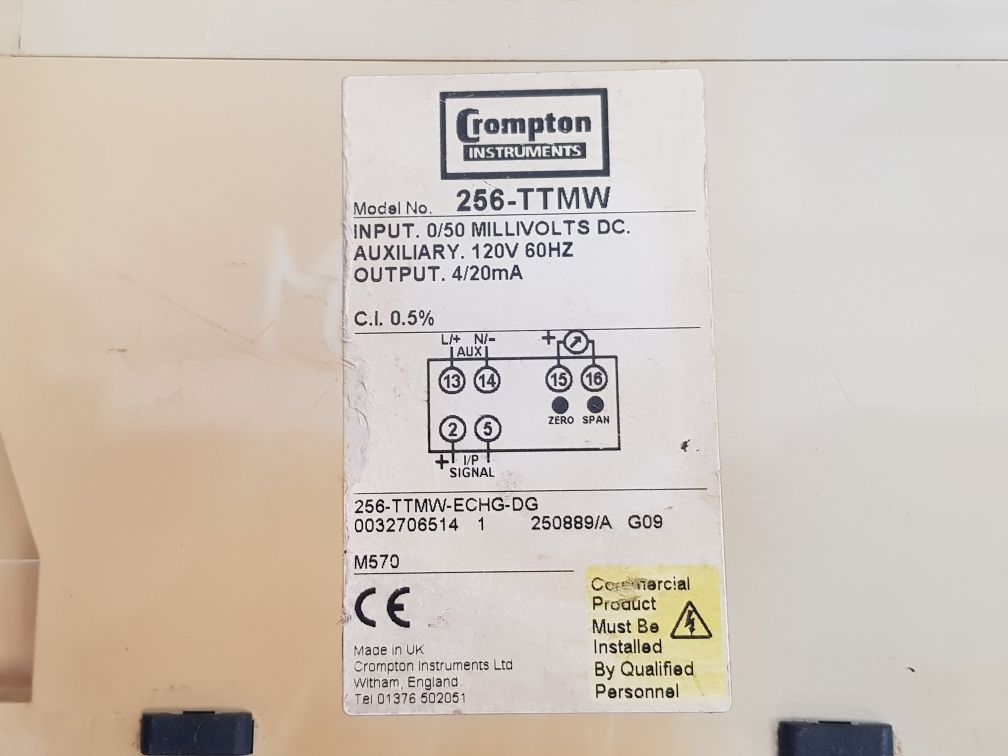 Crompton
INSTRUMENTS
Model No. 256-TTMW
INPUT. 0/50 MILLIVOLTS DC.
AUXILIARY. 120V 60HZ
OUTPUT. 4/20mA
C.I. 0.5%
L/+ N/-
AUX
+
13 14 15 16
ZERO SPAN
2 5
+ I/P
SIGNAL
256-TTMW-ECHG-DG
0032706514 1 250889/A G09
M570
CE
Made in UK
Crompton Instruments Ltd
Witham, England
Tel 01376 502051
Commercial
Product
Must Be
Installed
By Qualified
Personnel